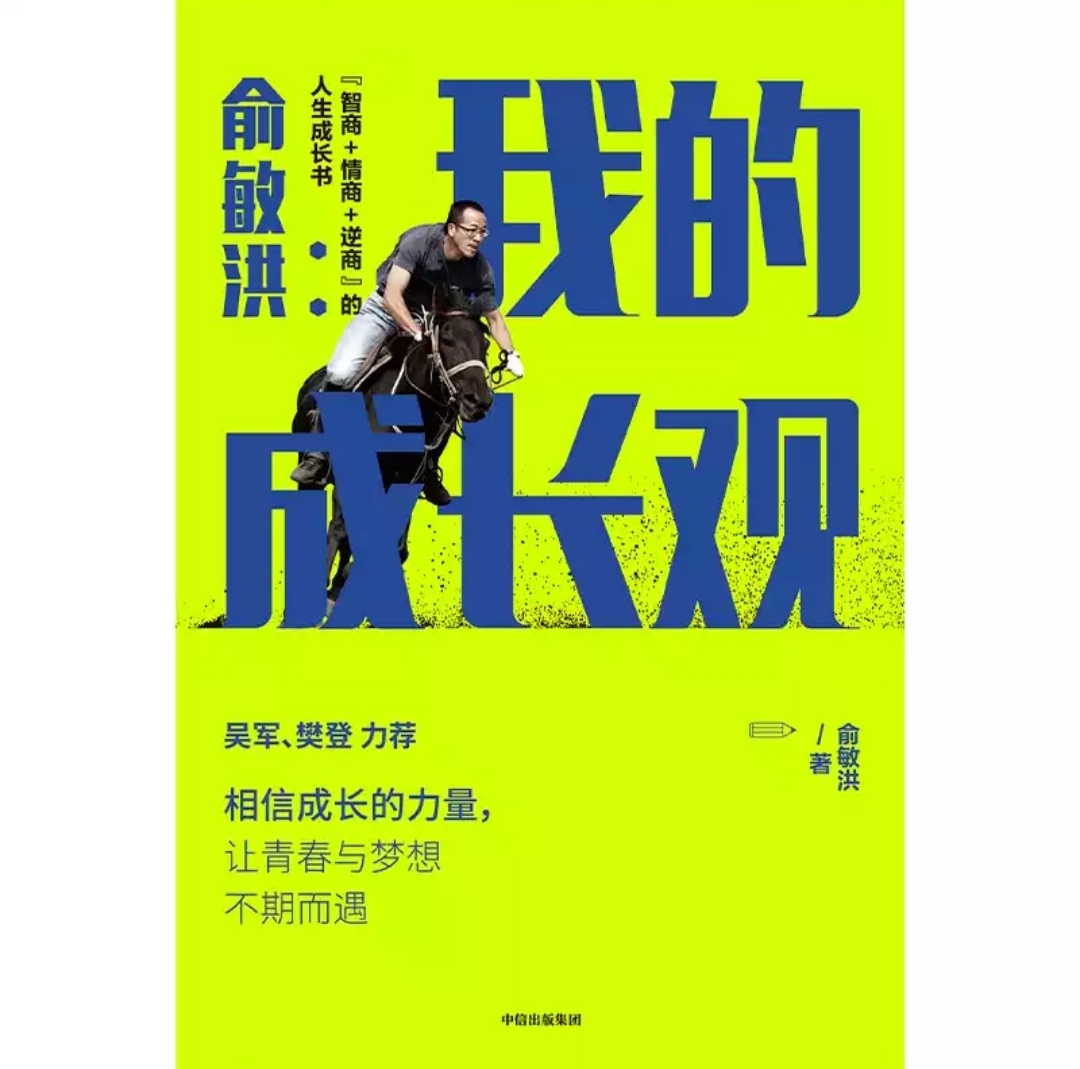 俞敏洪：
『智商+情商+逆商』的
人生成长书
我的
成长观
吴军、樊登 力荐
相信成长的力量，
让青春与梦想
不期而遇
俞敏洪
/著
中信出版集团